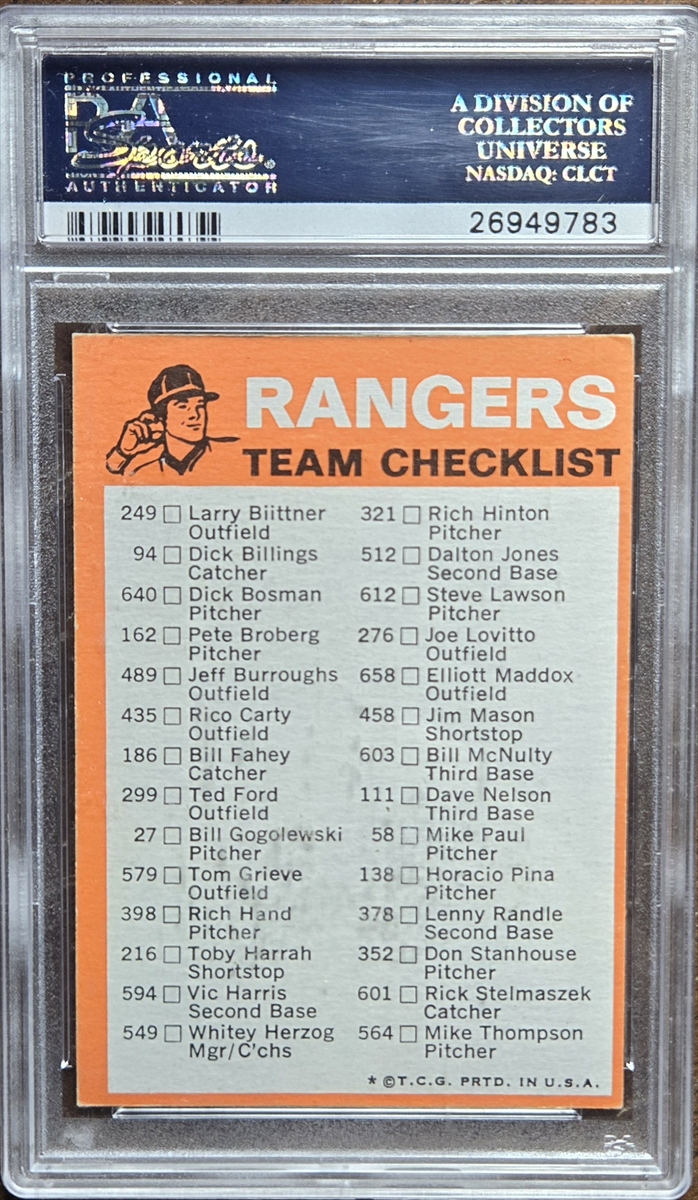 PROFESSIONAL
PSA
AUTHENTICATOR
A DIVISION OF
COLLECTORS
UNIVERSE
NASDAQ: CLCT
26949783
RANGERS
TEAM CHECKLIST
249 □ Larry Biittner
Outfield
94 □ Dick Billings
Catcher
640 □ Dick Bosman
Pitcher
162 □ Pete Broberg
Pitcher
489 □ Jeff Burroughs
Outfield
435 □ Rico Carty
Outfield
186 □ Bill Fahey
Catcher
299 □ Ted Ford
Outfield
27 □ Bill Gogolewski
Pitcher
579 □ Tom Grieve
Outfield
398 □ Rich Hand
Pitcher
216 □ Toby Harrah
Shortstop
594 □ Vic Harris
Second Base
549 □ Whitey Herzog
Mgr/C'chs
321 □ Rich Hinton
Pitcher
512 □ Dalton Jones
Second Base
612 □ Steve Lawson
Pitcher
276 □ Joe Lovitto
Outfield
658 □ Elliott Maddox
Outfield
458 □ Jim Mason
Shortstop
603 □ Bill McNulty
Third Base
111 □ Dave Nelson
Third Base
58 □ Mike Paul
Pitcher
138 □ Horacio Pina
Pitcher
378 □ Lenny Randle
Second Base
352 □ Don Stanhouse
Pitcher
601 □ Rick Stelmaszek
Catcher
564 □ Mike Thompson
Pitcher
* ©T.C.G. PRTD. IN U.S.A.